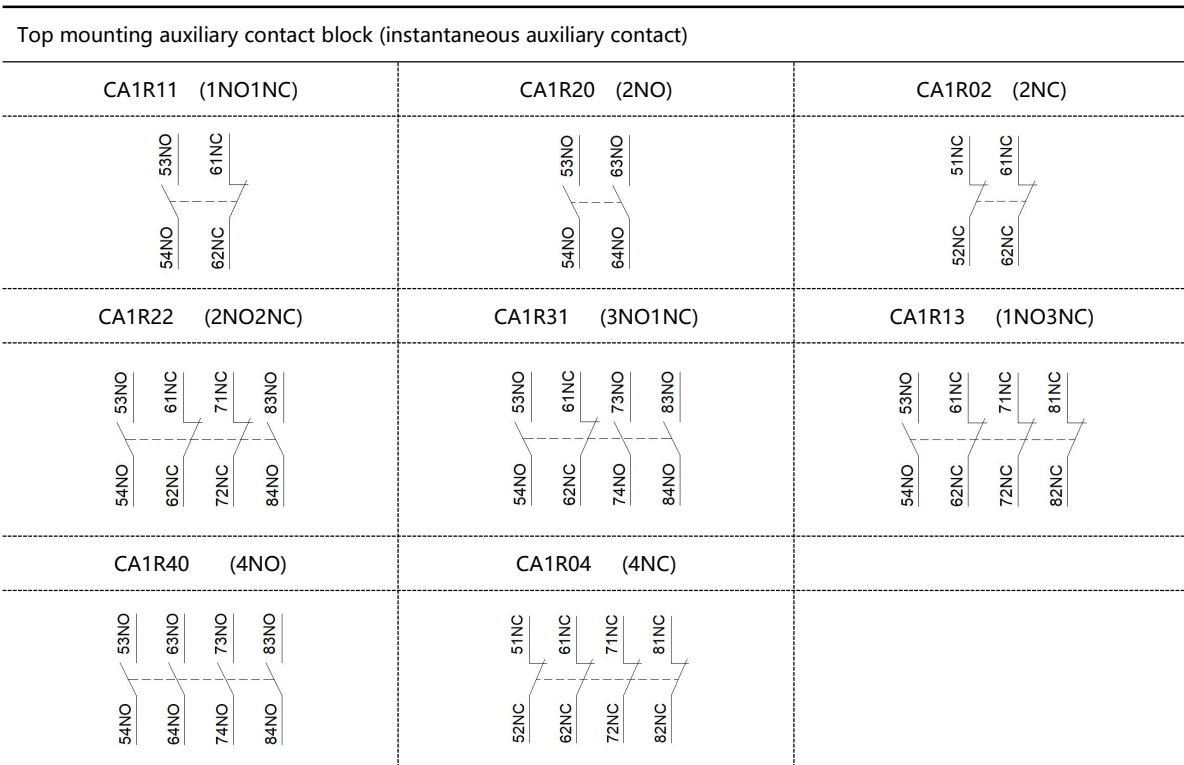 Top mounting auxiliary contact block (instantaneous auxiliary contact)
CA1R11 (1NO1NC)
CA1R20 (2NO)
CA1R02 (2NC)
53NO 61NC
54NO 62NC
53NO 63NO
54NO 64NO
51NC 61NC
52NC 62NC
CA1R22 (2NO2NC)
CA1R31 (3NO1NC)
CA1R13 (1NO3NC)
53NO 61NC 71NC 83NO
54NO 62NC 72NC 84NO
53NO 61NC 73NO 83NO
54NO 62NC 74NO 84NO
53NO 61NC 71NC 81NC
54NO 62NC 72NC 82NC
CA1R40 (4NO)
CA1R04 (4NC)
53NO 63NO 73NO 83NO
54NO 64NO 74NO 84NO
51NC 61NC 71NC 81NC
52NC 62NC 72NC 82NC